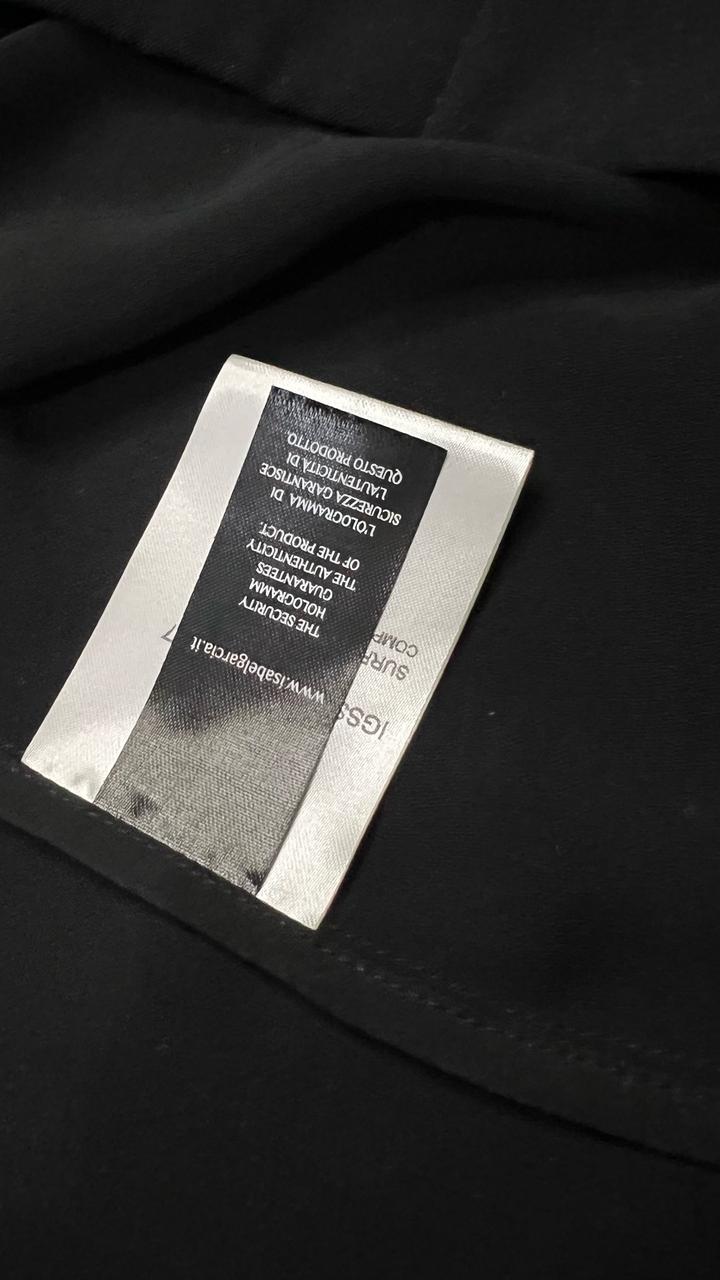 www.isabelgarcia.it
THE SECURITY
HOLOGRAMM
GUARANTEES
THE AUTHENTICITY
OF THE PRODUCT.
L'OLOGRAMMA DI
SICUREZZA GARANTISCE
L'AUTENTICITÀ DI
QUESTO PRODOTTO.